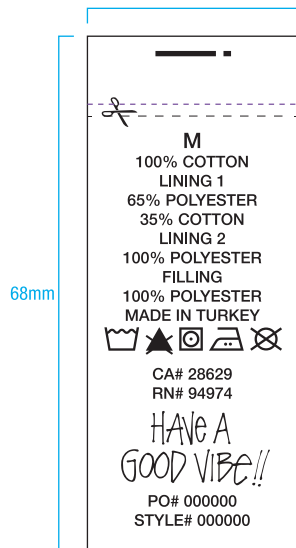 M
100% COTTON
LINING 1
65% POLYESTER
35% COTTON
LINING 2
100% POLYESTER
FILLING
100% POLYESTER
MADE IN TURKEY
68mm
CA# 28629
RN# 94974
HAVE A
GOOD VIBE!!
PO# 000000
STYLE# 000000